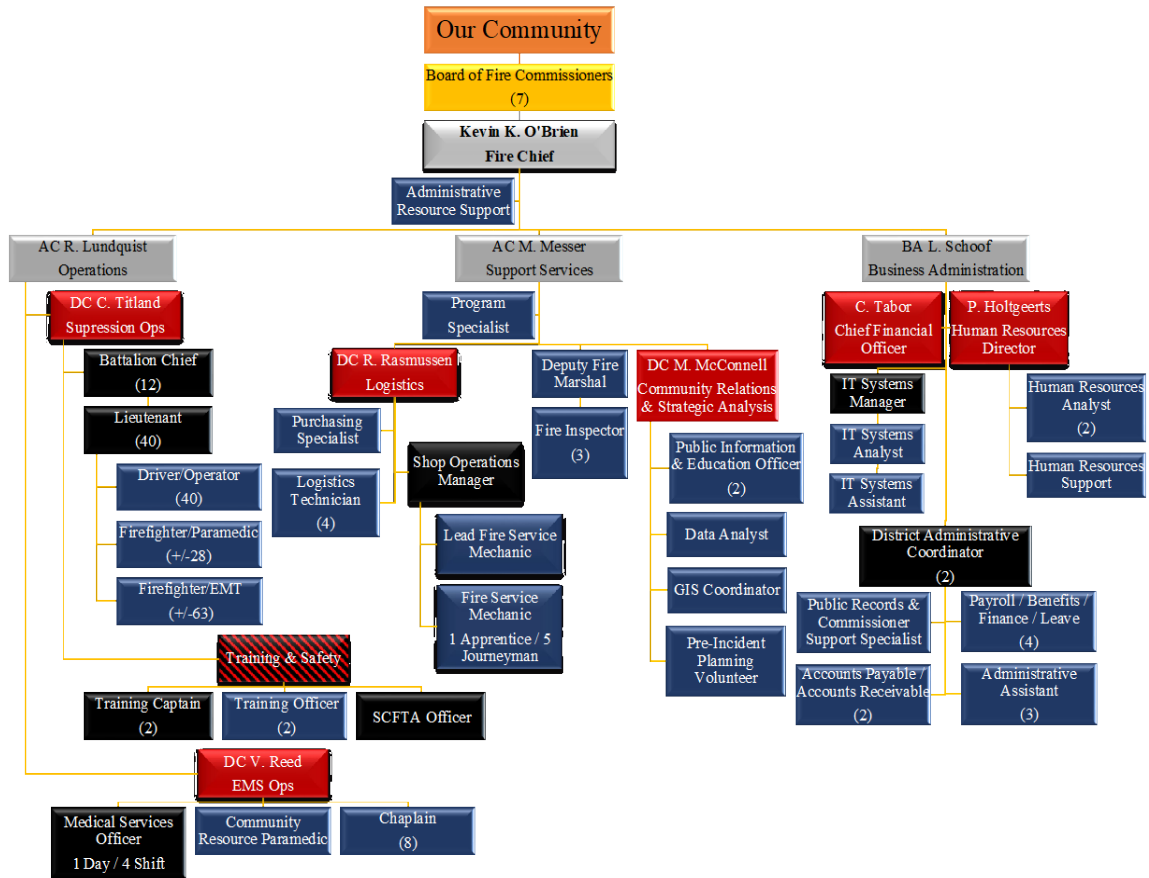 Our Community
Board of Fire Commissioners
(7)
Kevin K. O'Brien
Fire Chief
Administrative
Resource Support
AC R. Lundquist
Operations
AC M. Messer
Support Services
BA L. Schoof
Business Administration
DC C. Titland
Supression Ops
Battalion Chief
(12)
Lieutenant
(40)
Driver/Operator
(40)
Firefighter/Paramedic
(+/-28)
Firefighter/EMT
(+/-63)
Training & Safety
Training Captain
(2)
Training Officer
(2)
SCFTA Officer
DC V. Reed
EMS Ops
Medical Services
Officer
1 Day / 4 Shift
Community
Resource Paramedic
Chaplain
(8)
Program
Specialist
DC R. Rasmussen
Logistics
Purchasing
Specialist
Logistics
Technician
(4)
Shop Operations
Manager
Lead Fire Service
Mechanic
Fire Service
Mechanic
1 Apprentice / 5
Journeyman
Deputy Fire
Marshal
Fire Inspector
(3)
DC M. McConnell
Community Relations
& Strategic Analysis
Public Information
& Education Officer
(2)
Data Analyst
GIS Coordinator
Pre-Incident
Planning
Volunteer
C. Tabor
Chief Financial
Officer
P. Holtgeerts
Human Resources
Director
IT Systems
Manager
IT Systems
Analyst
IT Systems
Assistant
Human Resources
Analyst
(2)
Human Resources
Support
District Administrative
Coordinator
(2)
Public Records &
Commissioner
Support Specialist
Payroll / Benefits /
Finance / Leave
(4)
Accounts Payable /
Accounts Receivable
(2)
Administrative
Assistant
(3)